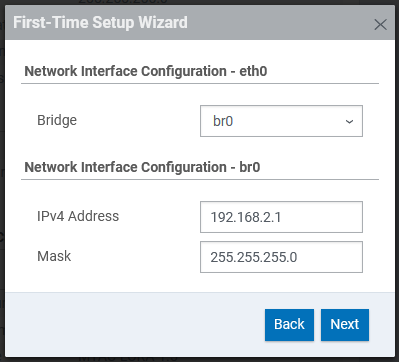 First-Time Setup Wizard
Network Interface Configuration - eth0
Bridge
br0
Network Interface Configuration - br0
IPv4 Address
192.168.2.1
Mask
255.255.255.0
Back
Next